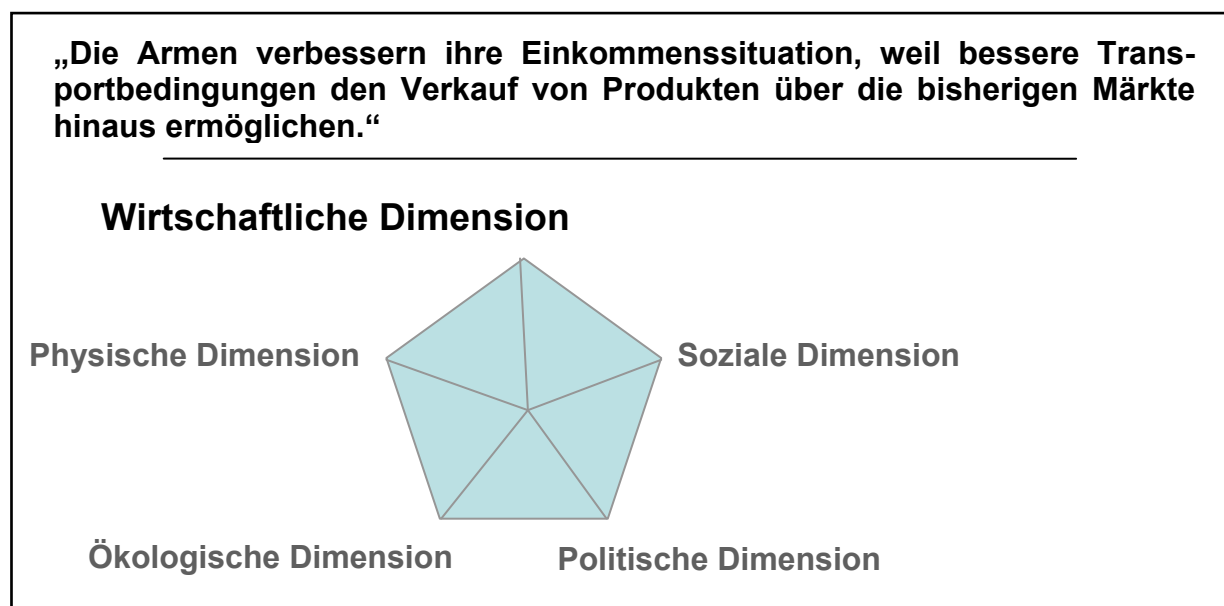 „Die Armen verbessern ihre Einkommenssituation, weil bessere Trans-
portbedingungen den Verkauf von Produkten über die bisherigen Märkte
hinaus ermöglichen.“
Wirtschaftliche Dimension
Physische Dimension
Soziale Dimension
Ökologische Dimension
Politische Dimension